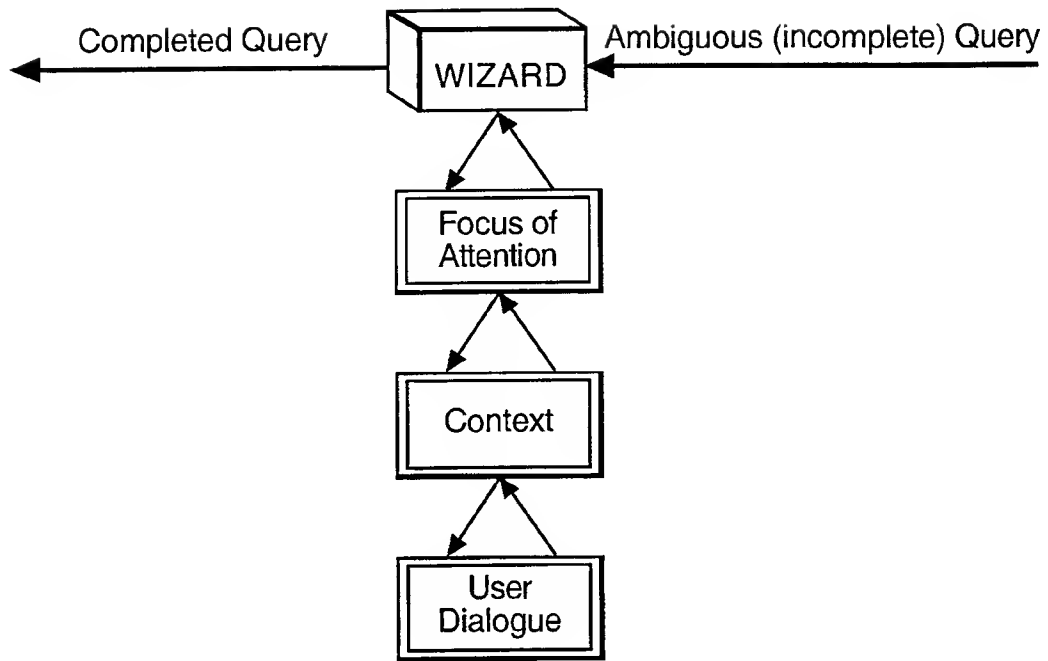 Completed Query
WIZARD
Ambiguous (incomplete) Query
Focus of
Attention
Context
User
Dialogue